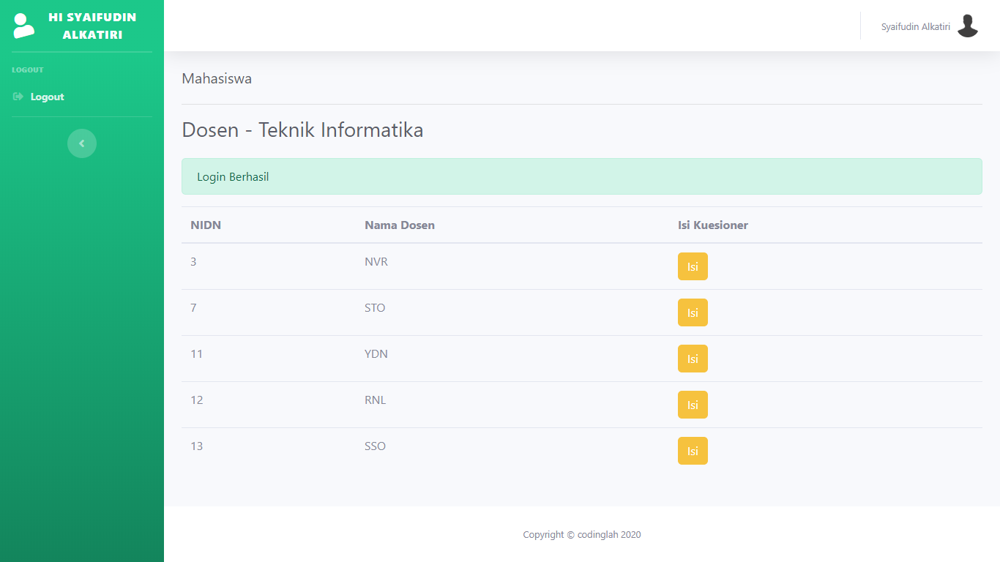 HI SYAIFUDIN
ALKATIRI
LOGOUT
Logout
Syaifudin Alkatiri
Mahasiswa
Dosen - Teknik Informatika
Login Berhasil
NIDN Nama Dosen Isi Kuesioner
3 NVR Isi
7 STO Isi
11 YDN Isi
12 RNL Isi
13 SSO Isi
Copyright © codinglah 2020